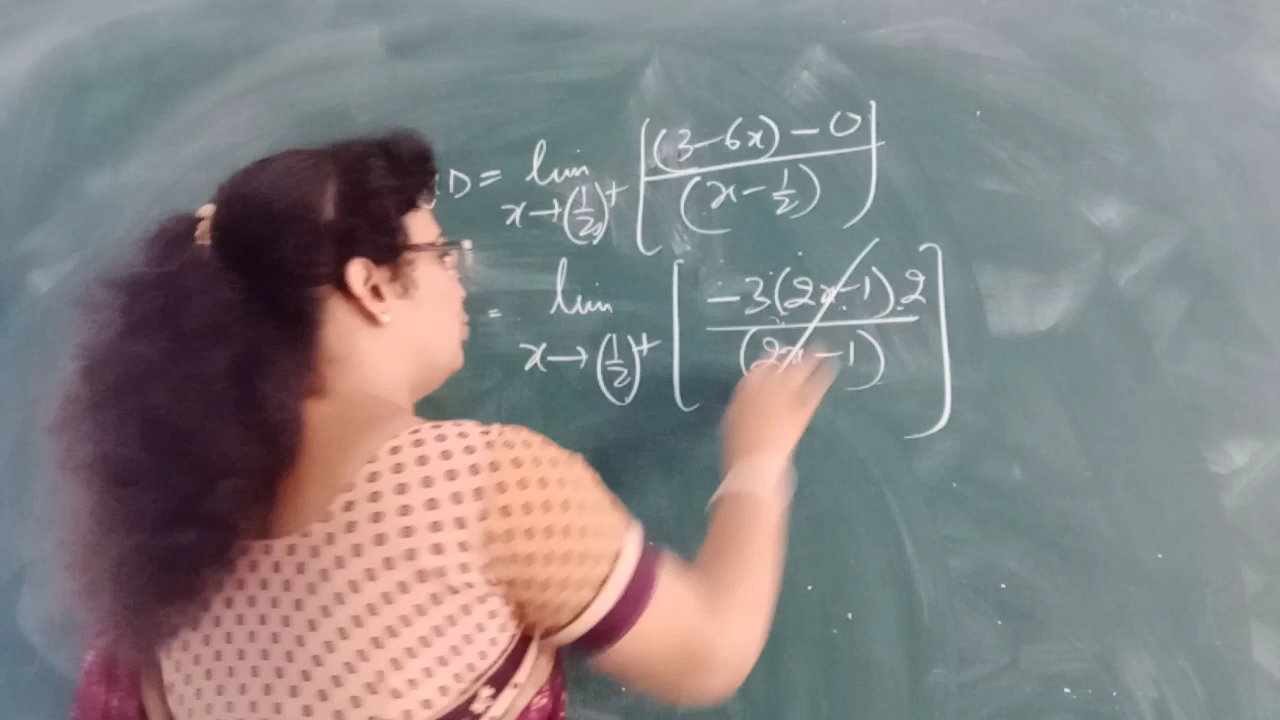 D = lim x→(1/2)+ [(3-6x)-0 / (x-1/2)]
= lim x→(1/2)+ [-3(2x-1).2 / (2x-1)]